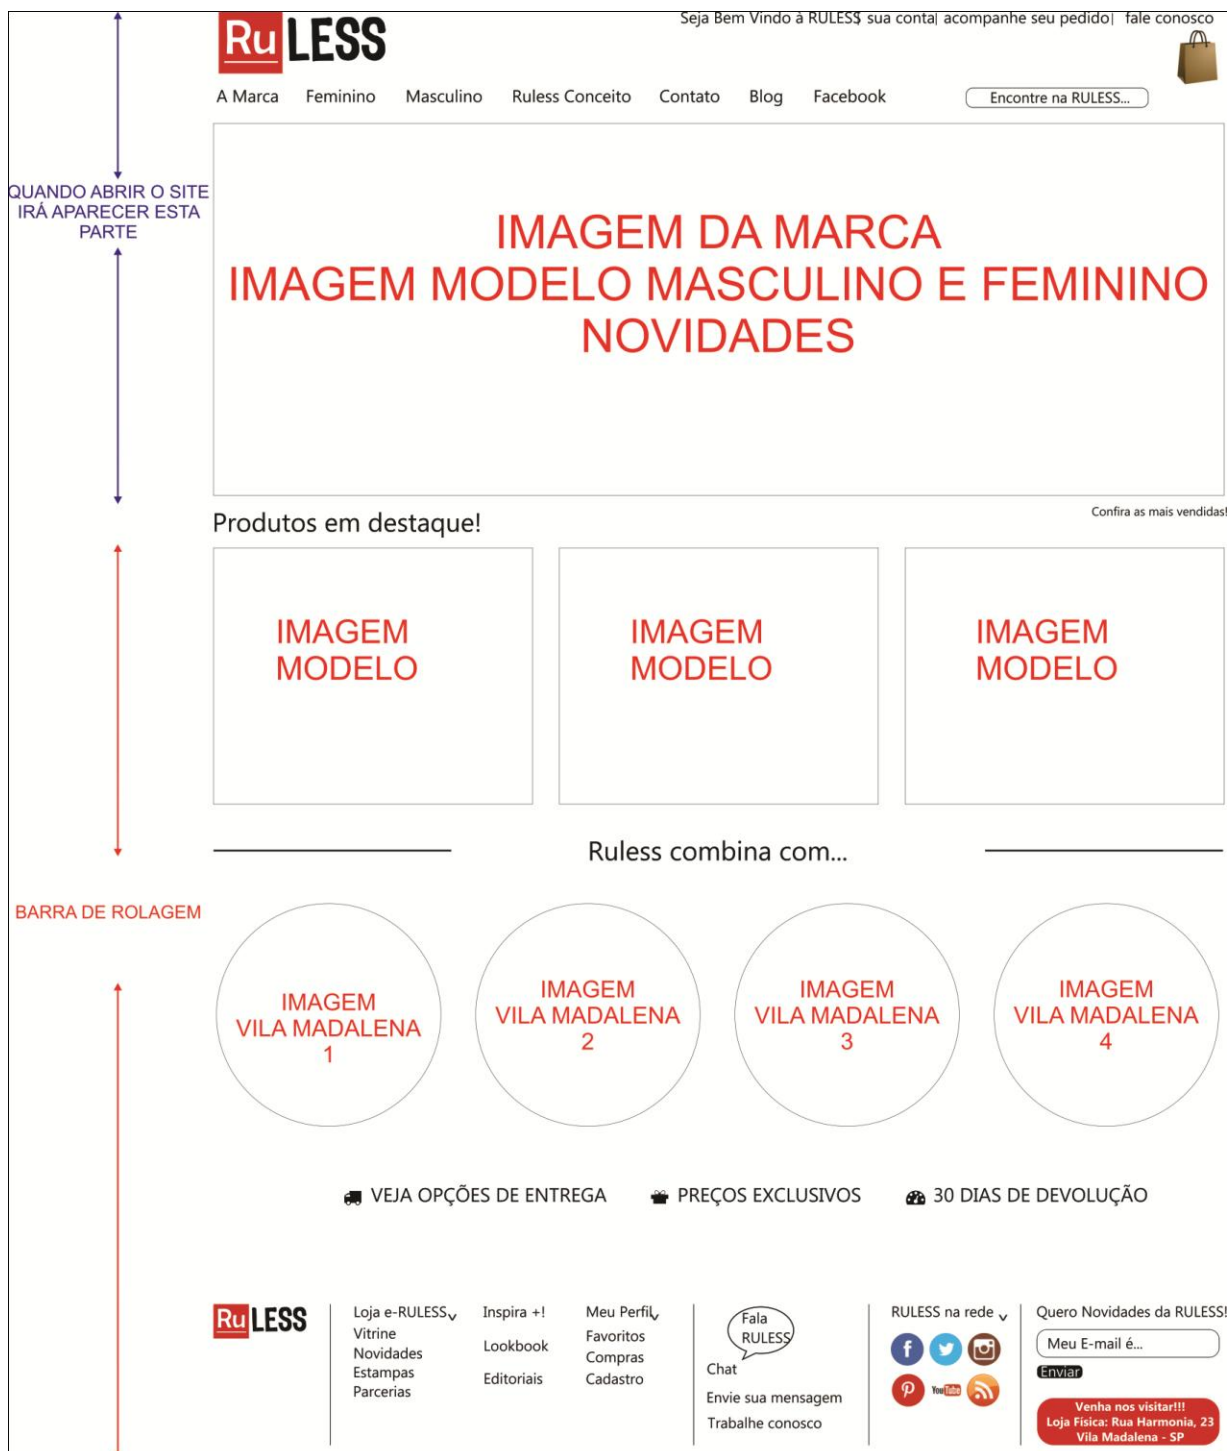 Seja Bem Vindo à RULESS sua conta| acompanhe seu pedido| fale conosco
RuLESS
A Marca Feminino Masculino Ruless Conceito Contato Blog Facebook Encontre na RULESS...
QUANDO ABRIR O SITE
IRÁ APARECER ESTA
PARTE
IMAGEM DA MARCA
IMAGEM MODELO MASCULINO E FEMININO
NOVIDADES
Produtos em destaque!
Confira as mais vendidas!
IMAGEM
MODELO
IMAGEM
MODELO
IMAGEM
MODELO
Ruless combina com...
BARRA DE ROLAGEM
IMAGEM
VILA MADALENA
1
IMAGEM
VILA MADALENA
2
IMAGEM
VILA MADALENA
3
IMAGEM
VILA MADALENA
4
VEJA OPÇÕES DE ENTREGA
PREÇOS EXCLUSIVOS
30 DIAS DE DEVOLUÇÃO
RuLESS
Loja e-RULESS
Vitrine
Novidades
Estampas
Parcerias
Inspira +!
Lookbook
Editoriais
Meu Perfil
Favoritos
Compras
Cadastro
Fala
RULESS
Chat
Envie sua mensagem
Trabalhe conosco
RULESS na rede
You Tube
Quero Novidades da RULESS!
Meu E-mail é...
Enviar
Venha nos visitar!!!
Loja Fisica: Rua Harmonia, 23
Vila Madalena - SP